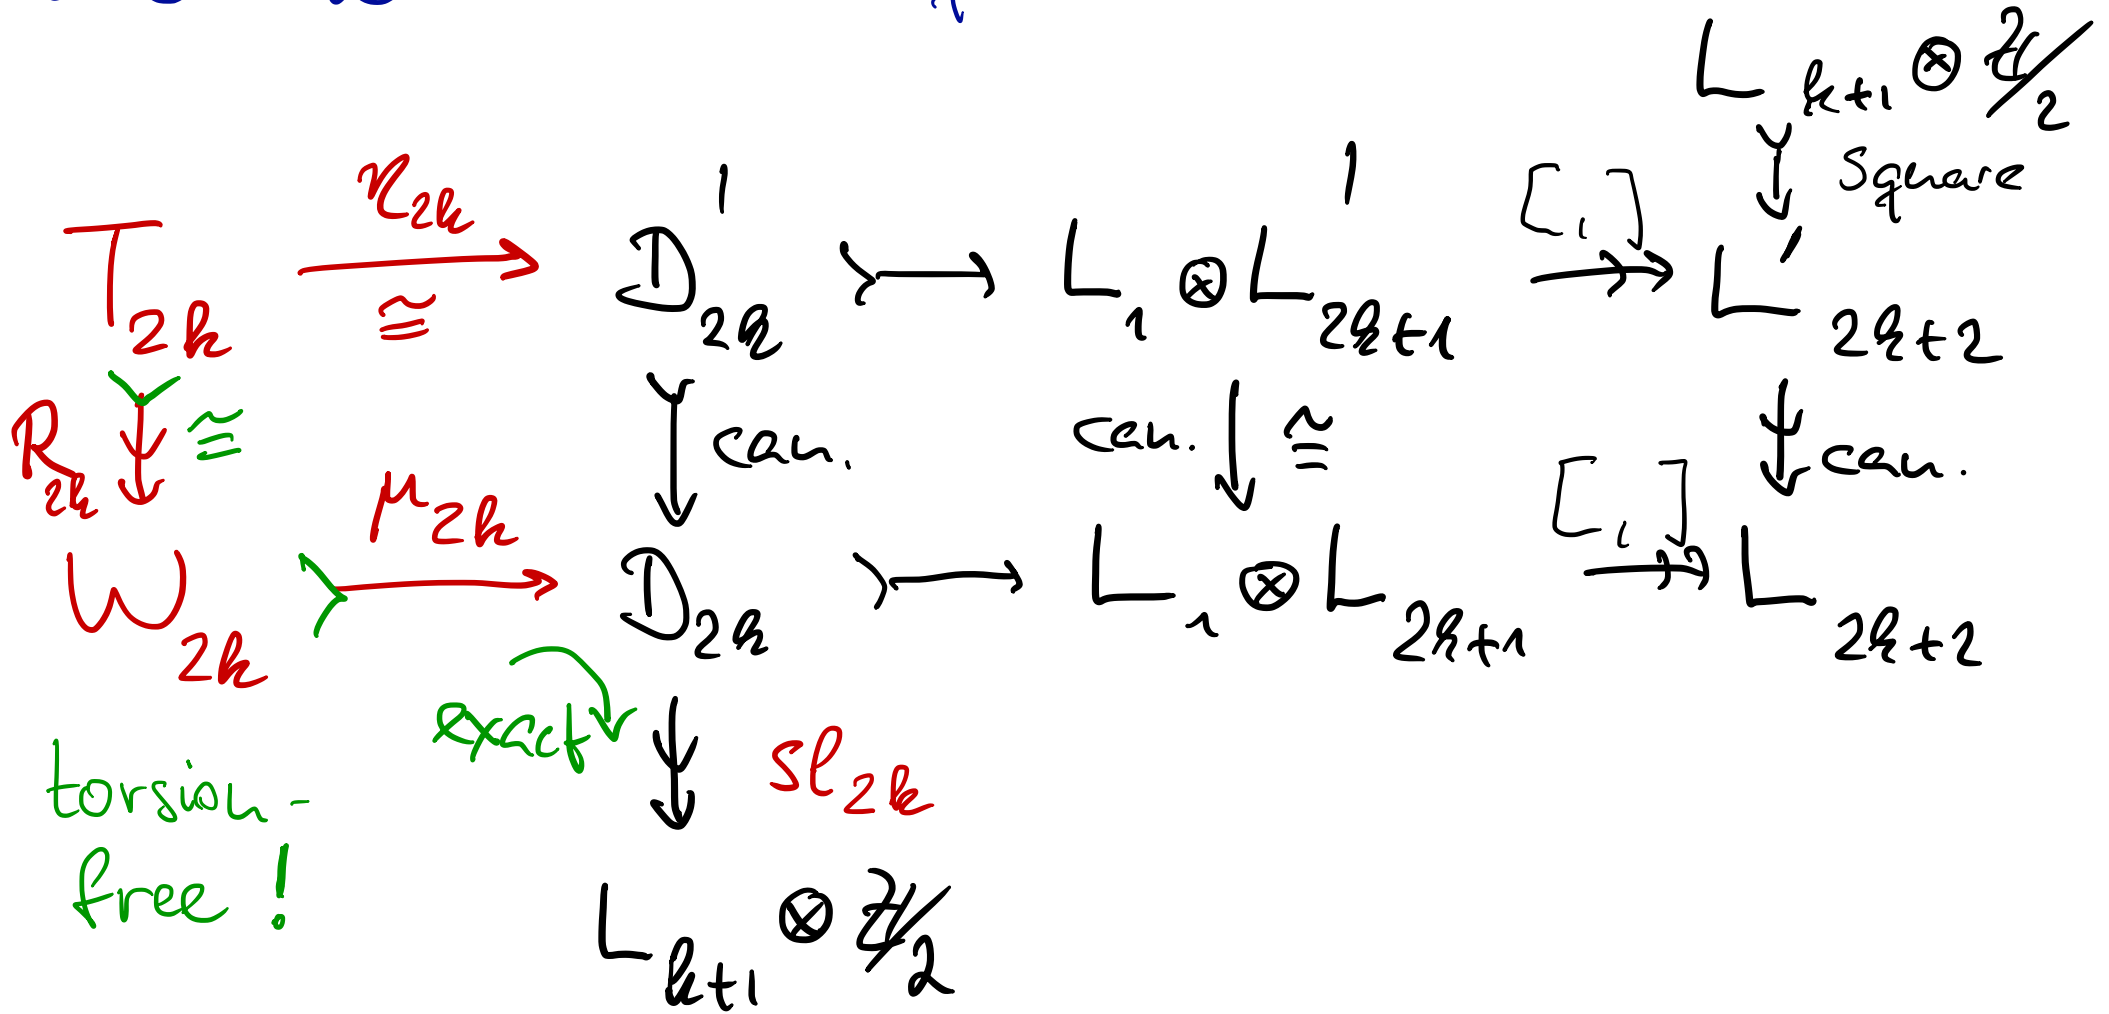 L_{k+1} ⊗ ℤ/2
square
T_{2k} η_{2k} ≅ D'_{2k} ↣ L_1 ⊗ L'_{2k+1} [ , ] ↠ L'_{2k+2}
R_{2k} ≅ can. can. ≅ can.
W_{2k} ↣ μ_{2k} D_{2k} ↣ L_1 ⊗ L_{2k+1} [ , ] ↠ L_{2k+2}
exact sl_{2k}
torsion-
free!
L_{k+1} ⊗ ℤ/2